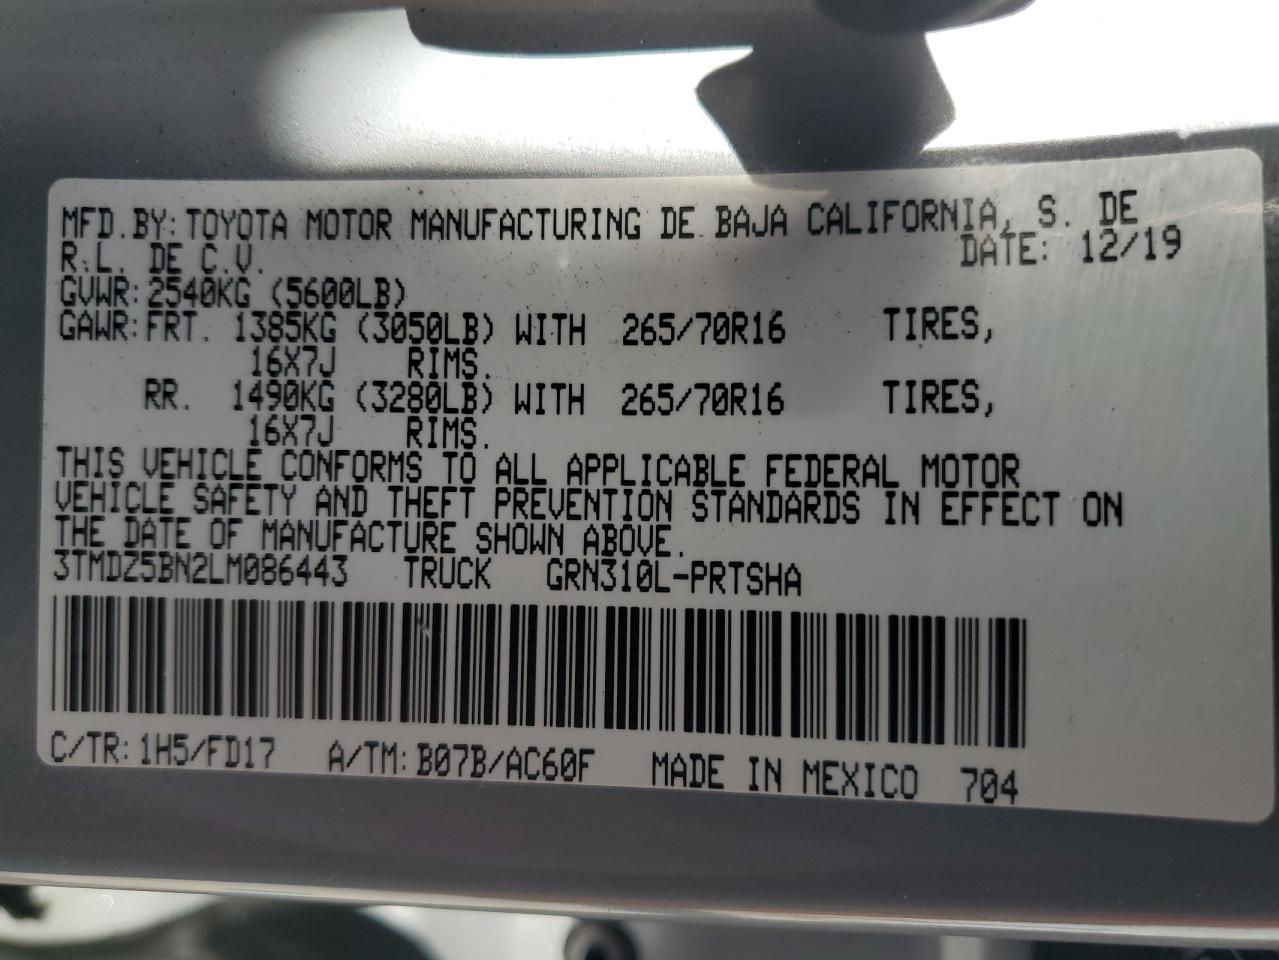 MFD.BY: TOYOTA MOTOR MANUFACTURING DE BAJA CALIFORNIA, S. DE
R.L. DE C.V. DATE: 12/19
GVWR: 2540KG (5600LB)
GAWR: FRT. 1385KG (3050LB) WITH 265/70R16 TIRES,
16X7J RIMS.
RR. 1490KG (3280LB) WITH 265/70R16 TIRES,
16X7J RIMS.
THIS VEHICLE CONFORMS TO ALL APPLICABLE FEDERAL MOTOR
VEHICLE SAFETY AND THEFT PREVENTION STANDARDS IN EFFECT ON
THE DATE OF MANUFACTURE SHOWN ABOVE.
3TMDZ5BN2LM086443 TRUCK GRN310L-PRTSHA
C/TR: 1H5/FD17 A/TM: B07B/AC60F MADE IN MEXICO 704